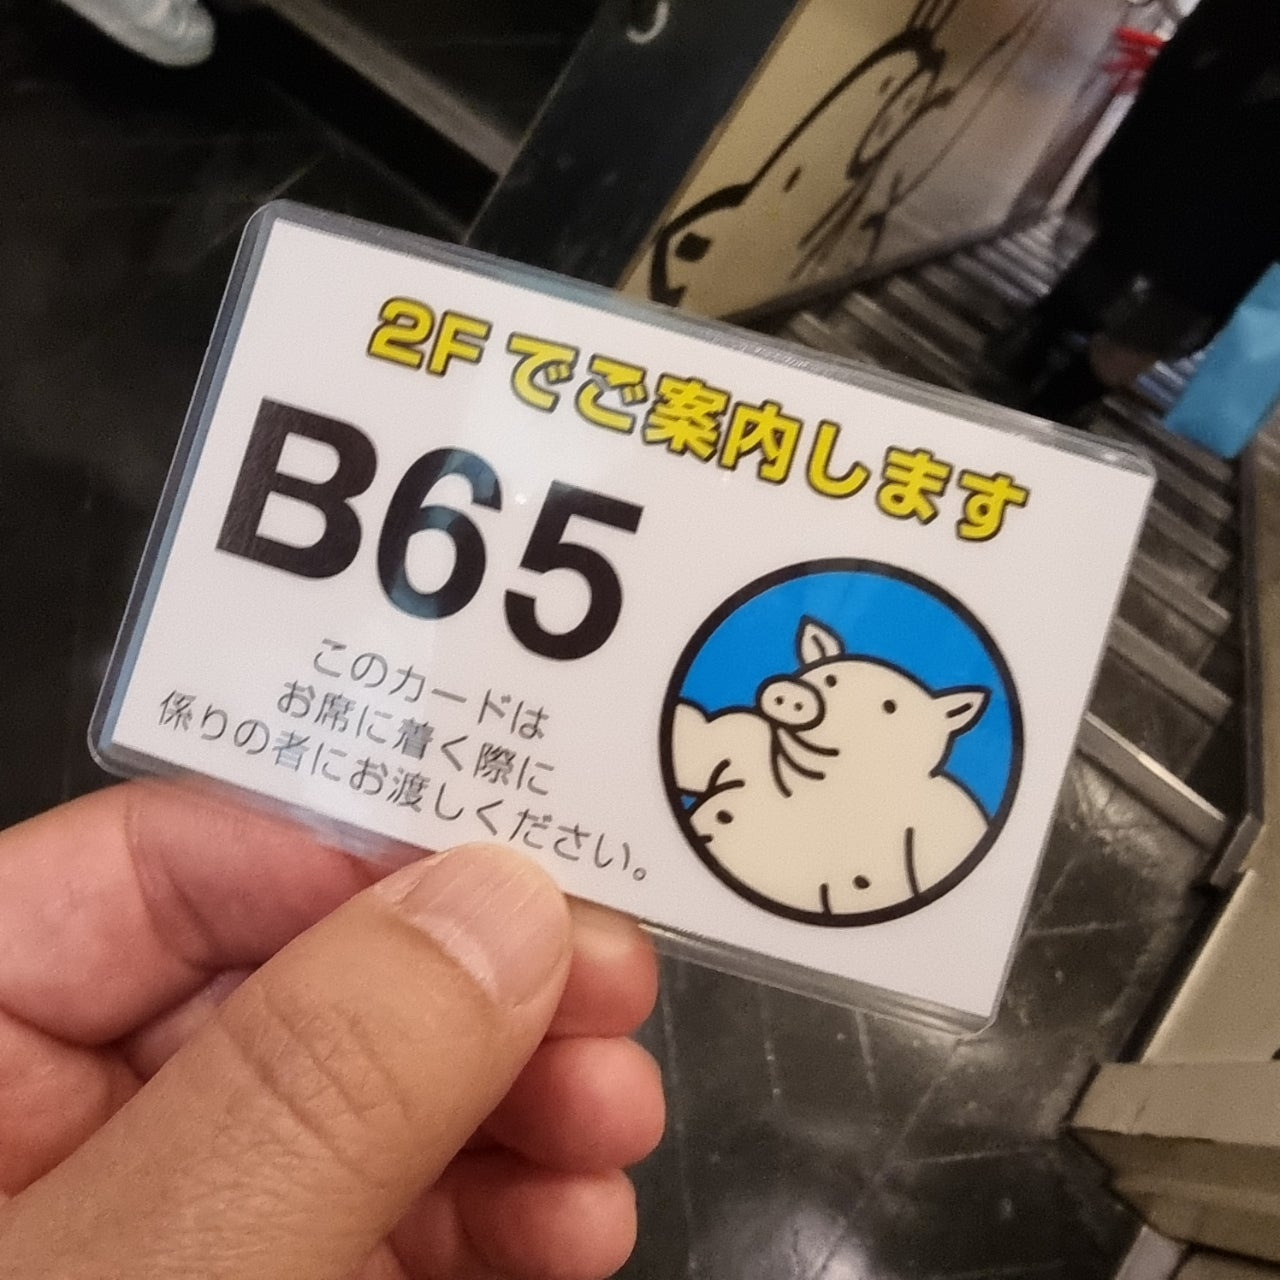 2Fでご案内します
B65
このカードは
お席に着く際に
係りの者にお渡しください。